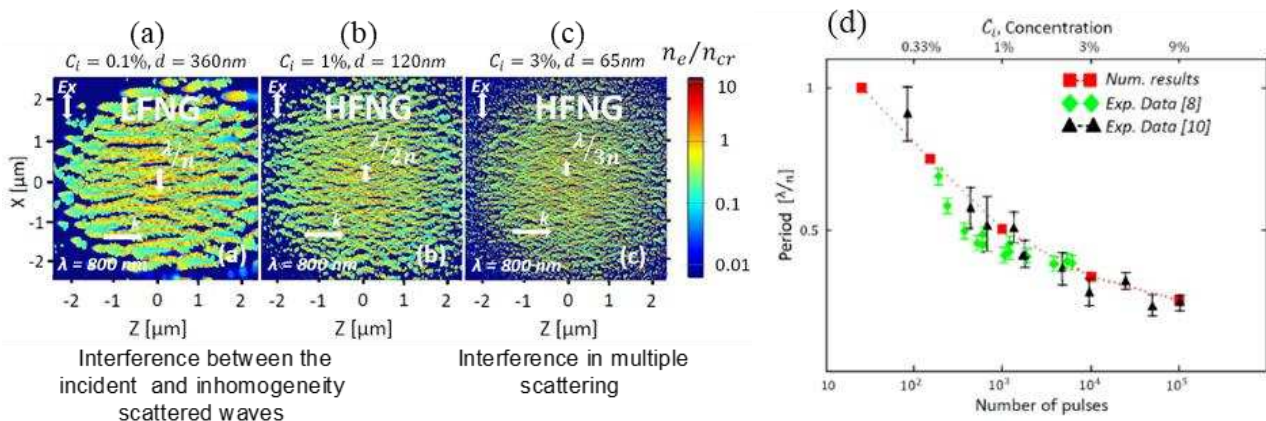 (a)
(b)
(c)
C_i = 0.1%, d = 360nm
C_i = 1%, d = 120nm
C_i = 3%, d = 65nm
n_e/n_cr
Ex
LFNG
λ/n
k
λ = 800 nm
(a)
Ex
HFNG
λ/2n
k
λ = 800 nm
(b)
Ex
HFNG
λ/3n
k
λ = 800 nm
(c)
10
1
0.1
0.01
X [μm]
2
1
0
-1
-2
-2 -1 0 1 2
-2 -1 0 1 2
-2 -1 0 1 2
Z [μm]
Z [μm]
Z [μm]
Interference between the
incident and inhomogeneity
scattered waves
Interference in multiple
scattering
(d)
C_i, Concentration
0.33% 1% 3% 9%
Num. results
Exp. Data [8]
Exp. Data [10]
Period [λ/n]
1
0.5
10 10² 10³ 10⁴ 10⁵
Number of pulses